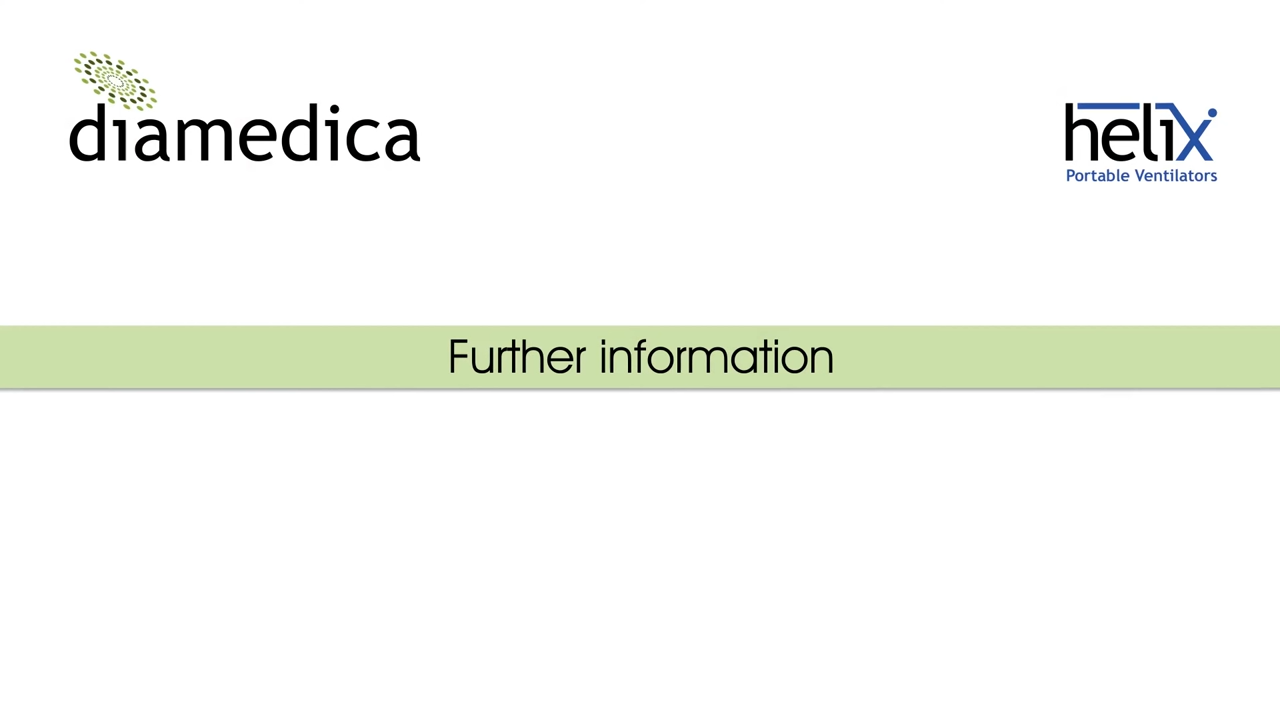 diamedica
helix
Portable Ventilators
Further information